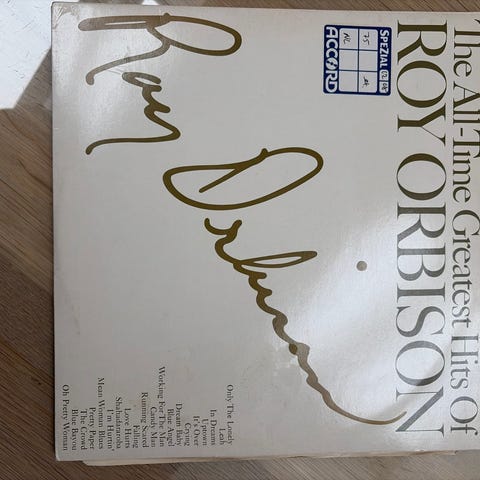 The All-Time Greatest Hits Of
ROY ORBISON
SPEZIAL
ACCORD
75
Roy Orbison
Only The Lonely
Leah
In Dreams
Uptown
It's Over
Crying
Dream Baby
Blue Angel
Working For The Man
Candy Man
Running Scared
Falling
Love Hurts
Shahadararoba
I'm Hurtin'
Mean Woman Blues
Pretty Paper
The Crowd
Blue Bayou
Oh Pretty Woman